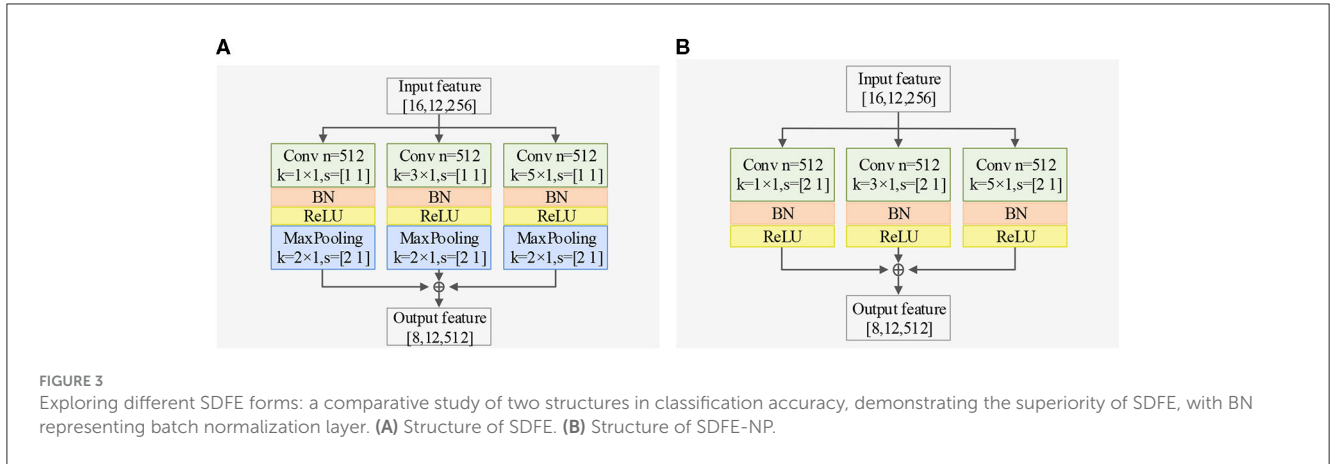 A
Input feature
[16,12,256]
Conv n=512
k=1×1,s=[1 1]
BN
ReLU
MaxPooling
k=2×1,s=[2 1]
Conv n=512
k=3×1,s=[1 1]
BN
ReLU
MaxPooling
k=2×1,s=[2 1]
Conv n=512
k=5×1,s=[1 1]
BN
ReLU
MaxPooling
k=2×1,s=[2 1]
⊕
Output feature
[8,12,512]
B
Input feature
[16,12,256]
Conv n=512
k=1×1,s=[2 1]
BN
ReLU
Conv n=512
k=3×1,s=[2 1]
BN
ReLU
Conv n=512
k=5×1,s=[2 1]
BN
ReLU
⊕
Output feature
[8,12,512]
FIGURE 3
Exploring different SDFE forms: a comparative study of two structures in classification accuracy, demonstrating the superiority of SDFE, with BN
representing batch normalization layer. (A) Structure of SDFE. (B) Structure of SDFE-NP.